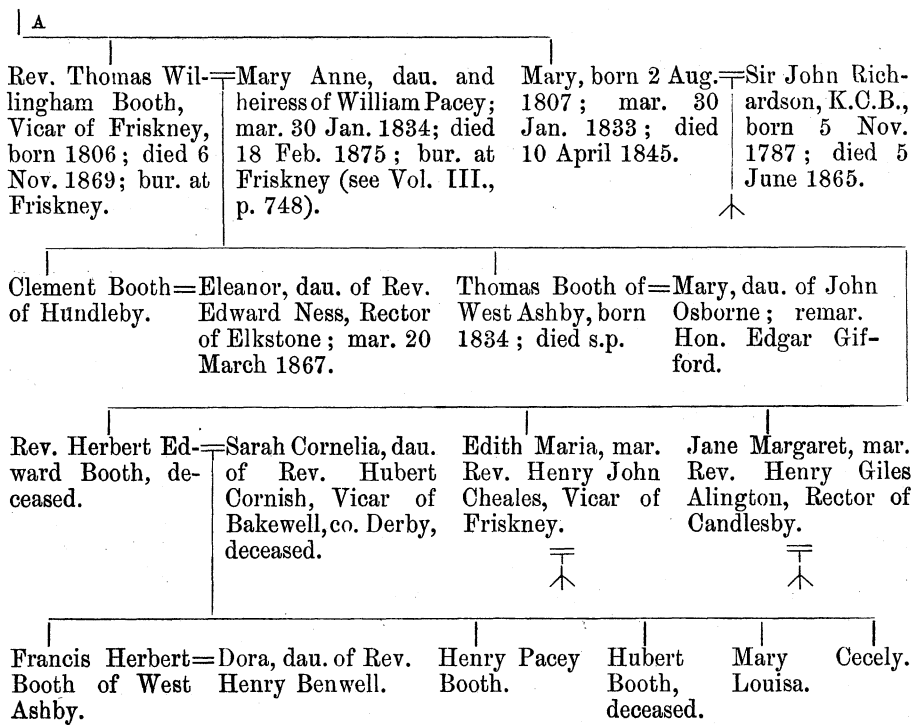 A
Rev. Thomas Wil-
lingham Booth,
Vicar of Friskney,
born 1806; died 6
Nov. 1869; bur. at
Friskney.
Mary Anne, dau. and
heiress of William Pacey;
mar. 30 Jan. 1834; died
18 Feb. 1875; bur. at
Friskney (see Vol. III.,
p. 748).
Mary, born 2 Aug.
1807; mar. 30
Jan. 1833; died
10 April 1845.
Sir John Rich-
ardson, K.C.B.,
born 5 Nov.
1787; died 5
June 1865.
Clement Booth=
of Hundleby.
Eleanor, dau. of Rev.
Edward Ness, Rector
of Elkstone; mar. 20
March 1867.
Thomas Booth of=
West Ashby, born
1834; died s.p.
Mary, dau. of John
Osborne; remar.
Hon. Edgar Gif-
ford.
Rev. Herbert Ed-
ward Booth, de-
ceased.
Sarah Cornelia, dau.
of Rev. Hubert
Cornish, Vicar of
Bakewell, co. Derby,
deceased.
Edith Maria, mar.
Rev. Henry John
Cheales, Vicar of
Friskney.
Jane Margaret, mar.
Rev. Henry Giles
Alington, Rector of
Candlesby.
Francis Herbert=
Booth of West
Ashby.
Dora, dau. of Rev.
Henry Benwell.
Henry Pacey
Booth.
Hubert
Booth,
deceased.
Mary
Louisa.
Cecely.